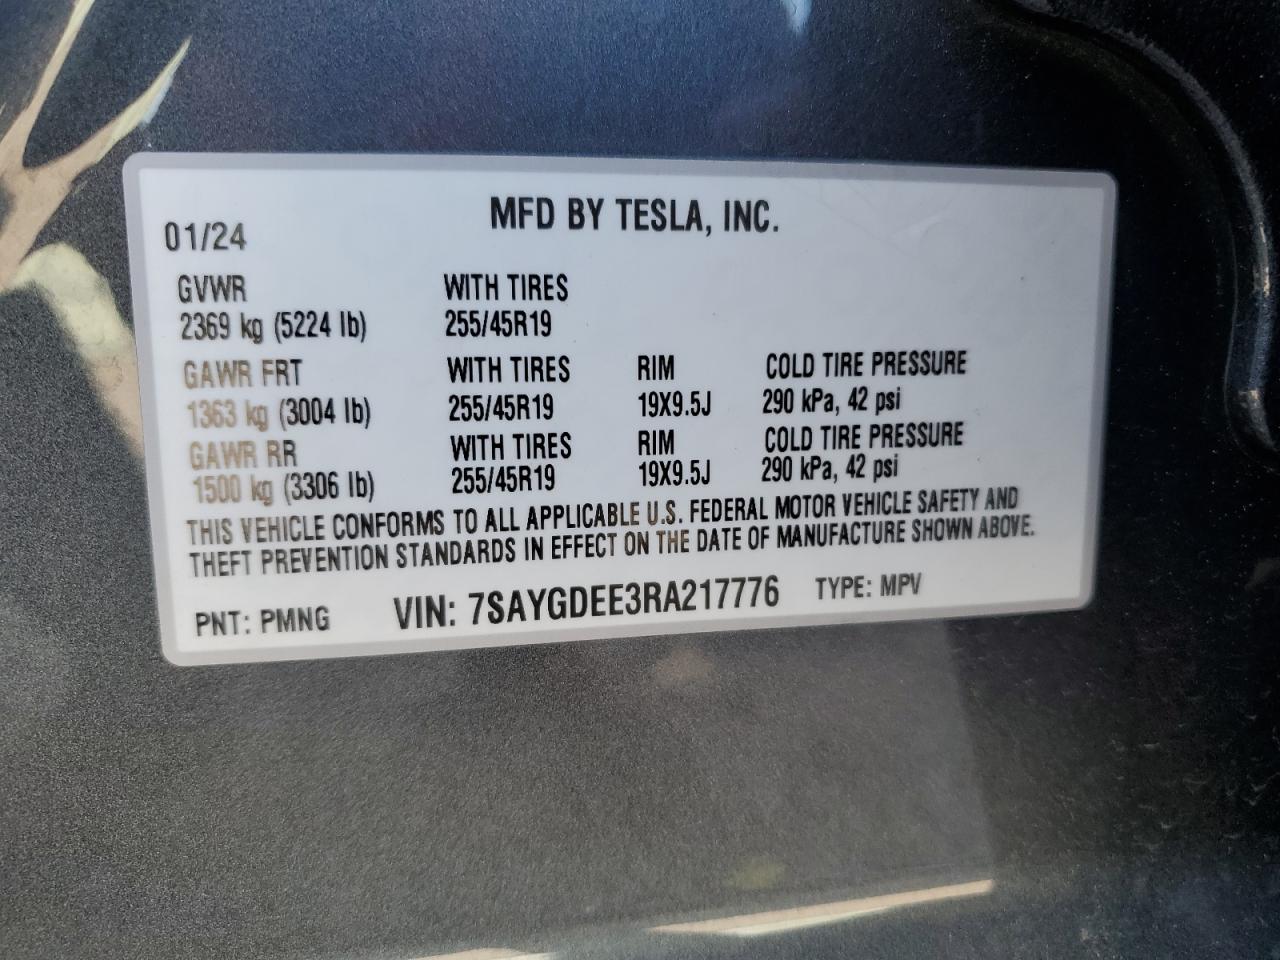 MFD BY TESLA, INC.
01/24
GVWR WITH TIRES
2369 kg (5224 lb) 255/45R19
GAWR FRT WITH TIRES RIM COLD TIRE PRESSURE
1363 kg (3004 lb) 255/45R19 19X9.5J 290 kPa, 42 psi
GAWR RR WITH TIRES RIM COLD TIRE PRESSURE
1500 kg (3306 lb) 255/45R19 19X9.5J 290 kPa, 42 psi
THIS VEHICLE CONFORMS TO ALL APPLICABLE U.S. FEDERAL MOTOR VEHICLE SAFETY AND
THEFT PREVENTION STANDARDS IN EFFECT ON THE DATE OF MANUFACTURE SHOWN ABOVE.
PNT: PMNG VIN: 7SAYGDEE3RA217776 TYPE: MPV